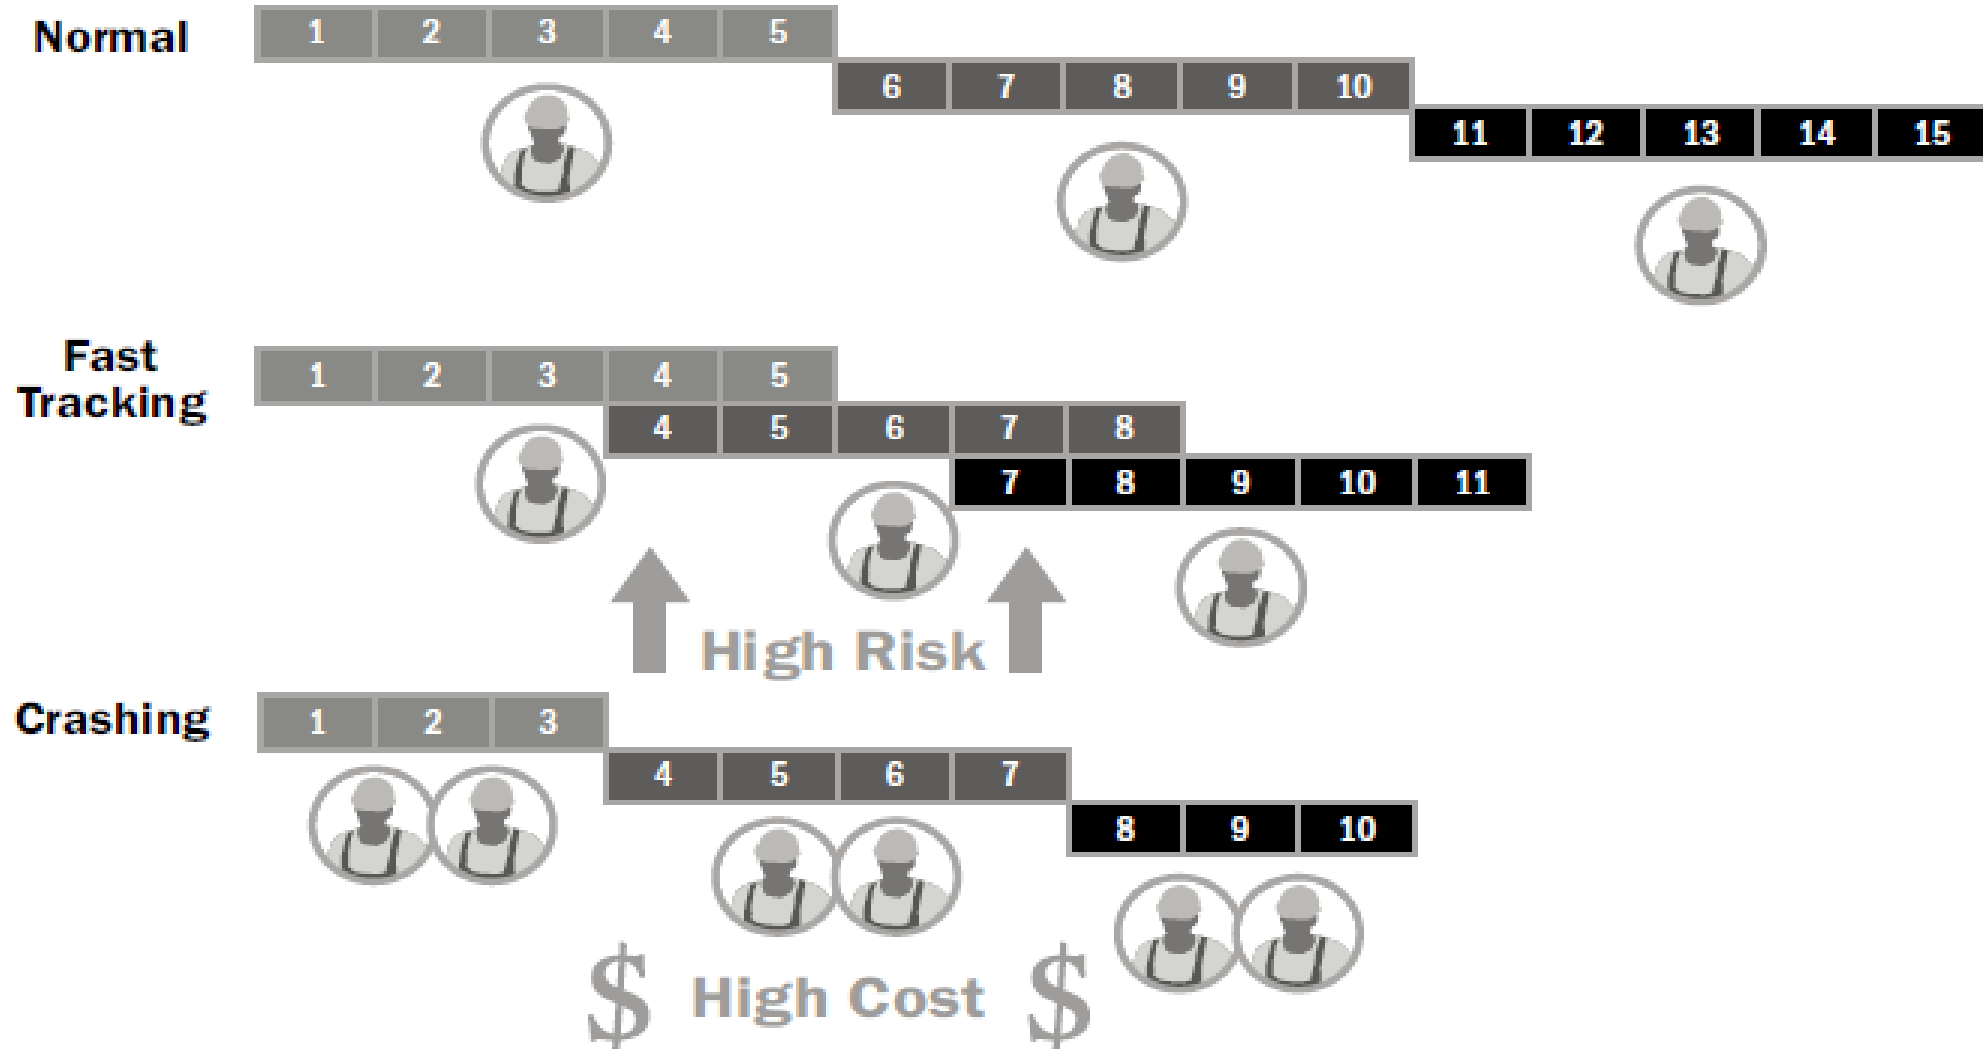 Normal
1 2 3 4 5
6 7 8 9 10
11 12 13 14 15
Fast
Tracking
1 2 3 4 5
4 5 6 7 8
7 8 9 10 11
High Risk
Crashing
1 2 3
4 5 6 7
8 9 10
$ High Cost $